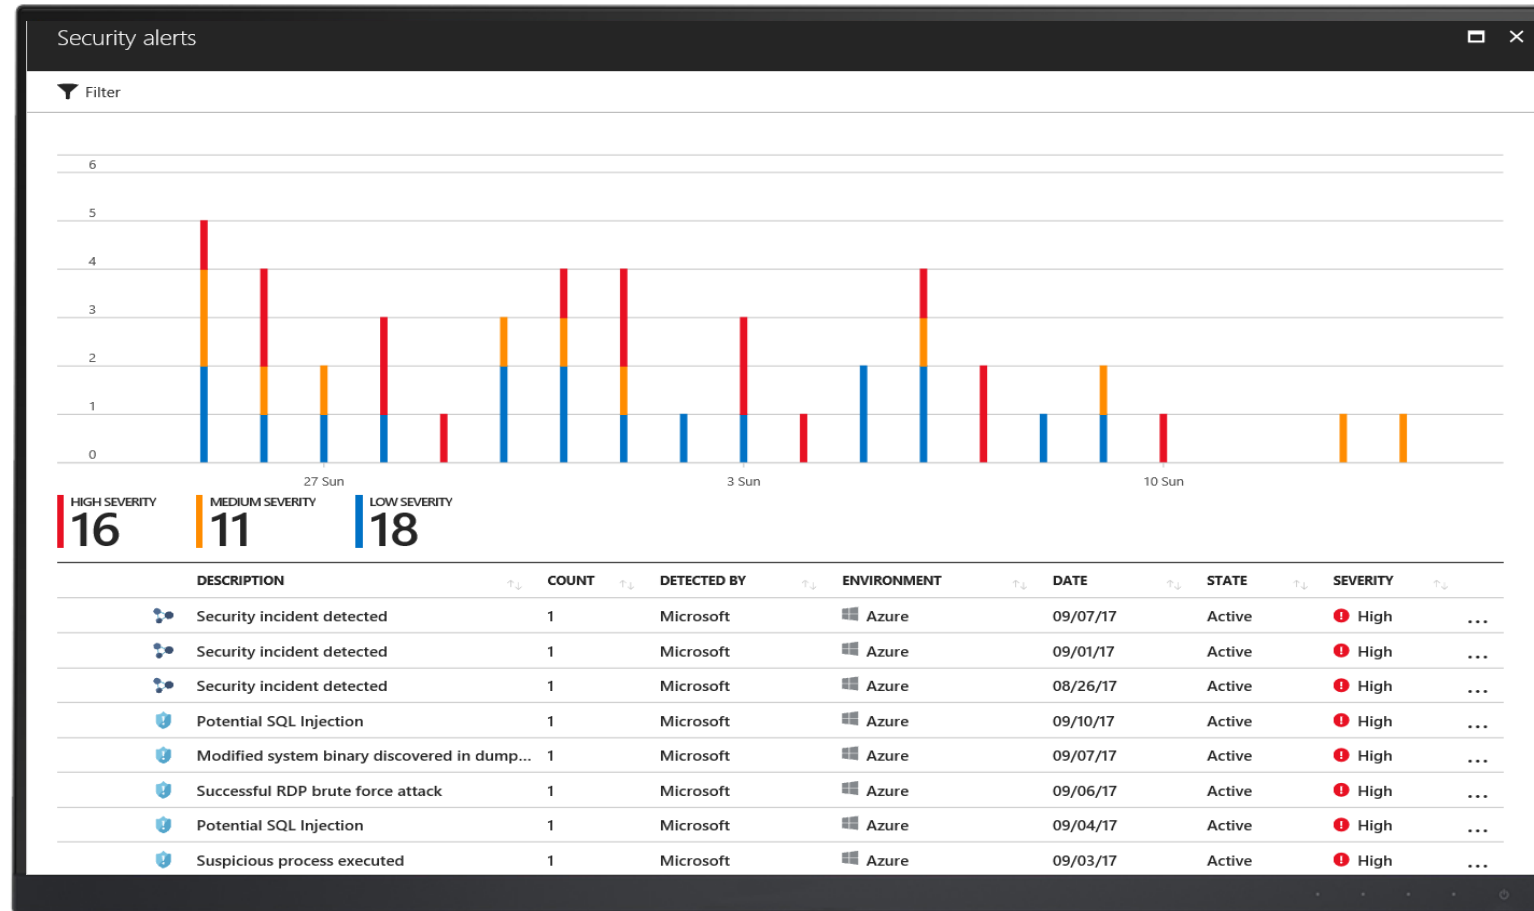 Security alerts
Filter
6
5
4
3
2
1
0
27 Sun 3 Sun 10 Sun
HIGH SEVERITY MEDIUM SEVERITY LOW SEVERITY
16 11 18
DESCRIPTION COUNT DETECTED BY ENVIRONMENT DATE STATE SEVERITY
Security incident detected 1 Microsoft Azure 09/07/17 Active High ...
Security incident detected 1 Microsoft Azure 09/01/17 Active High ...
Security incident detected 1 Microsoft Azure 08/26/17 Active High ...
Potential SQL Injection 1 Microsoft Azure 09/10/17 Active High ...
Modified system binary discovered in dump... 1 Microsoft Azure 09/07/17 Active High ...
Successful RDP brute force attack 1 Microsoft Azure 09/06/17 Active High ...
Potential SQL Injection 1 Microsoft Azure 09/04/17 Active High ...
Suspicious process executed 1 Microsoft Azure 09/03/17 Active High ...